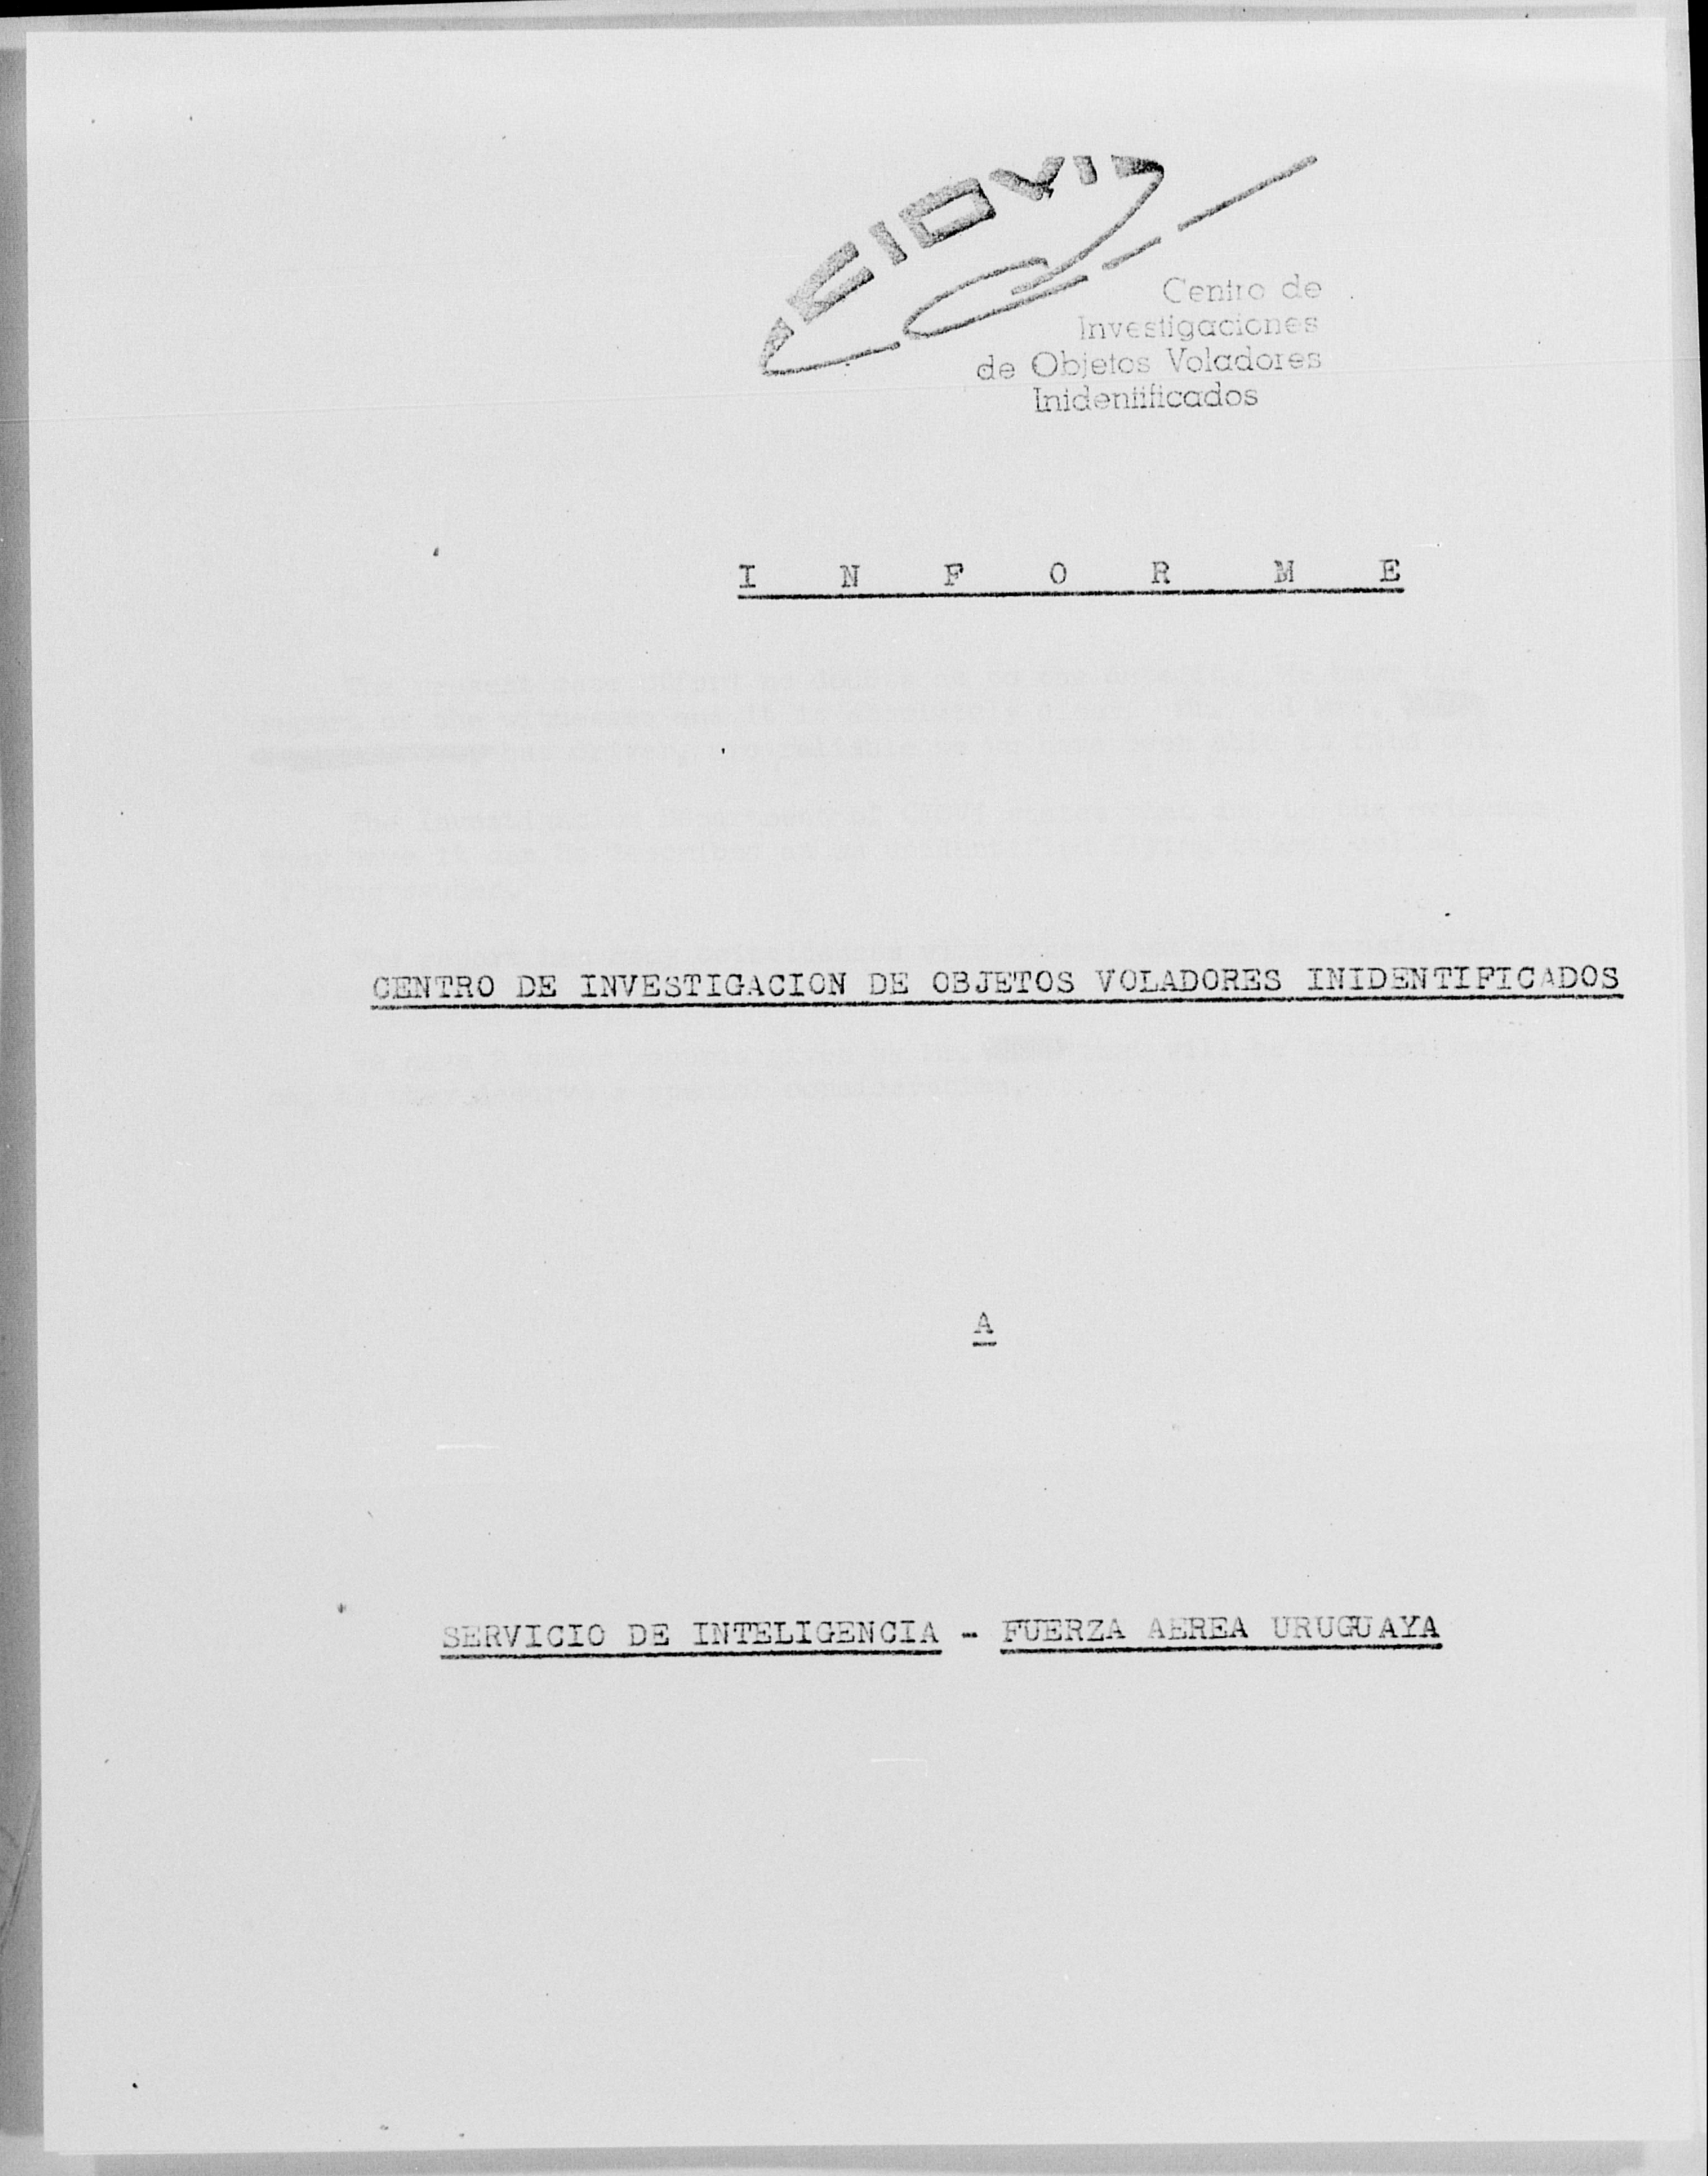 CIOVI
Centro de
Investigaciones
de Objetos Voladores
Inidentificados
I N F O R M E
CENTRO DE INVESTIGACION DE OBJETOS VOLADORES INIDENTIFICADOS
A
SERVICIO DE INTELIGENCIA - FUERZA AEREA URUGUAYA